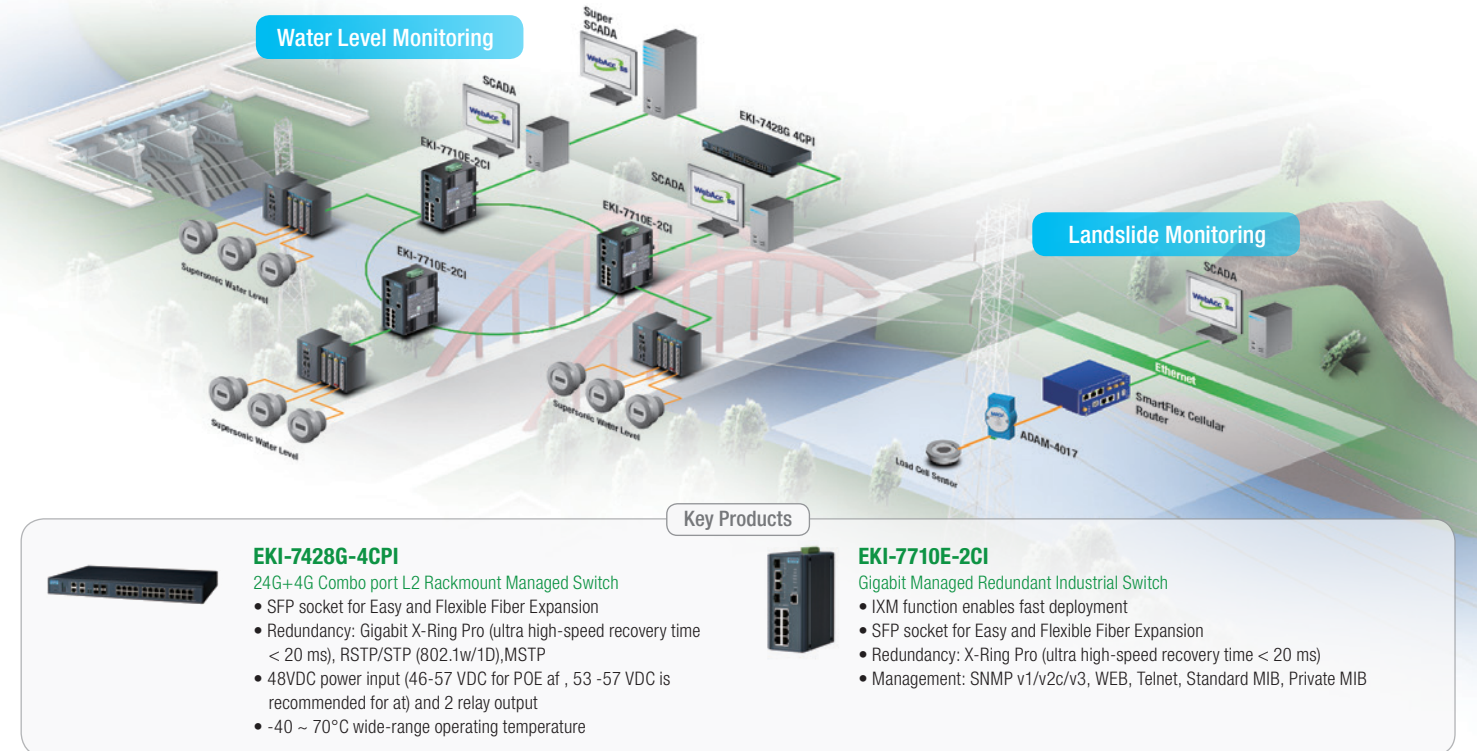 Water Level Monitoring
Super
SCADA
SCADA
EKI-7428G 4CPI
EKI-7710E-2CI
SCADA
EKI-7710E-2CI
EKI-7710E-2CI
Supersonic Water Level
Supersonic Water Level
Supersonic Water Level
Landslide Monitoring
SCADA
Ethernet
SmartFlex Cellular
Router
ADAM-4017
Load Cell Sensor
Key Products
EKI-7428G-4CPI
24G+4G Combo port L2 Rackmount Managed Switch
• SFP socket for Easy and Flexible Fiber Expansion
• Redundancy: Gigabit X-Ring Pro (ultra high-speed recovery time
< 20 ms), RSTP/STP (802.1w/1D),MSTP
• 48VDC power input (46-57 VDC for POE af , 53 -57 VDC is
recommended for at) and 2 relay output
• -40 ~ 70°C wide-range operating temperature
EKI-7710E-2CI
Gigabit Managed Redundant Industrial Switch
• IXM function enables fast deployment
• SFP socket for Easy and Flexible Fiber Expansion
• Redundancy: X-Ring Pro (ultra high-speed recovery time < 20 ms)
• Management: SNMP v1/v2c/v3, WEB, Telnet, Standard MIB, Private MIB